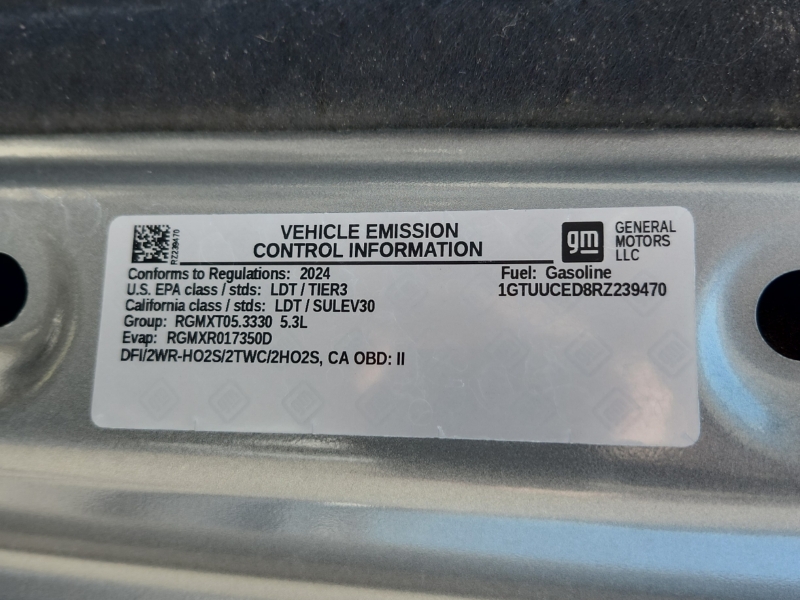 RZ239470
VEHICLE EMISSION
CONTROL INFORMATION
gm
GENERAL
MOTORS
LLC
Conforms to Regulations: 2024
Fuel: Gasoline
U.S. EPA class / stds: LDT / TIER3
1GTUUCED8RZ239470
California class / stds: LDT / SULEV30
Group: RGMXT05.3330 5.3L
Evap: RGMXR017350D
DFI/2WR-HO2S/2TWC/2HO2S, CA OBD: II